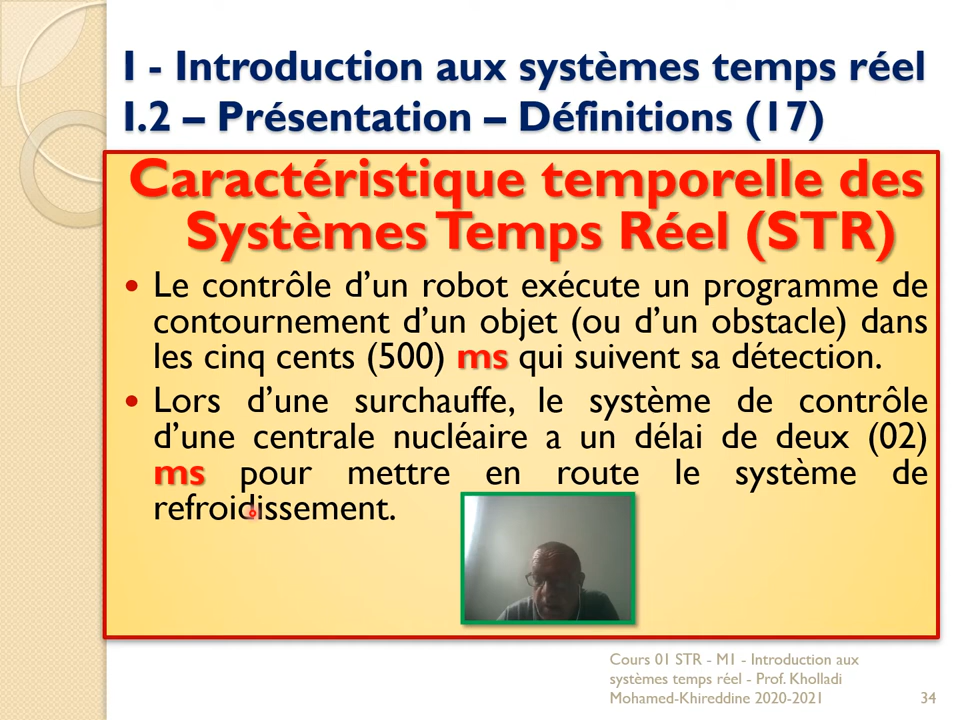 I - Introduction aux systèmes temps réel
I.2 – Présentation – Définitions (17)
Caractéristique temporelle des
Systèmes Temps Réel (STR)
• Le contrôle d’un robot exécute un programme de
contournement d’un objet (ou d’un obstacle) dans
les cinq cents (500) ms qui suivent sa détection.
• Lors d’une surchauffe, le système de contrôle
d’une centrale nucléaire a un délai de deux (02)
ms pour mettre en route le système de
refroidissement.
Cours 01 STR - M1 - Introduction aux
systèmes temps réel - Prof. Kholladi
Mohamed-Khireddine 2020-2021
34